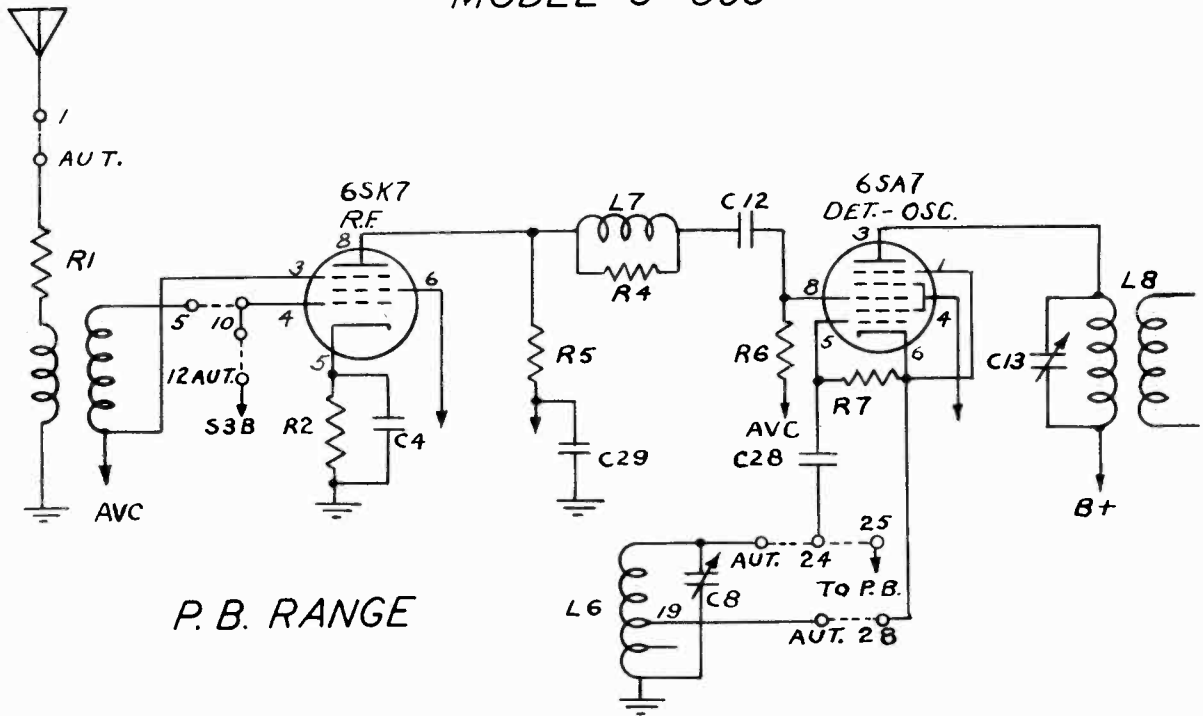 MODEL
1
AUT.
R1
6SK7
R.F.
8
3
6
4
5
5
10
12 AUT.
S3B
AVC
R2
C4
L7
R4
C12
R5
C29
R6
AVC
6SA7
DET.-OSC.
3
1
8
4
5
6
R7
C28
C13
L8
B+
25
AUT. 24
TO P.B.
C8
L6
19
AUT. 28
P.B. RANGE